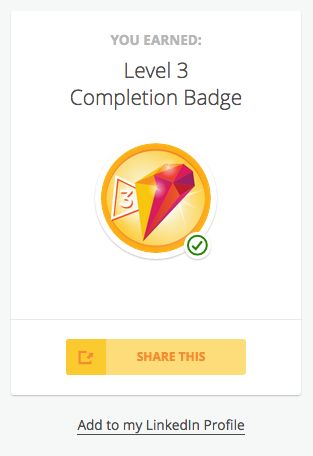 YOU EARNED:
Level 3
Completion Badge
3
SHARE THIS
Add to my LinkedIn Profile